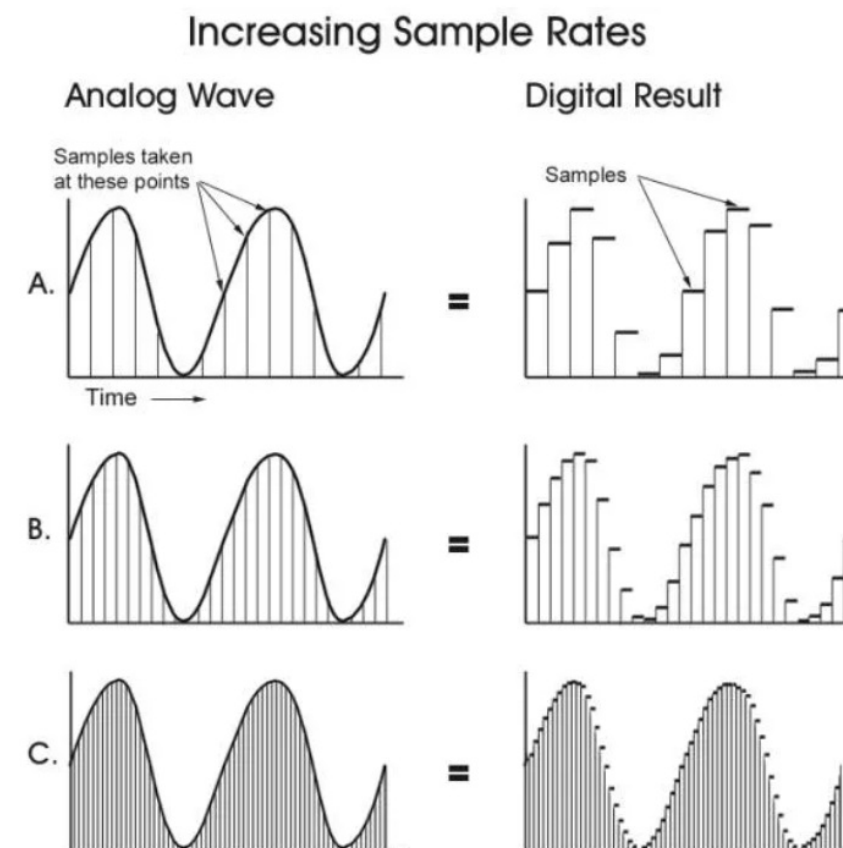 Increasing Sample Rates
Analog Wave
Digital Result
Samples taken
at these points
Samples
A.
=
Time
B.
=
C.
=